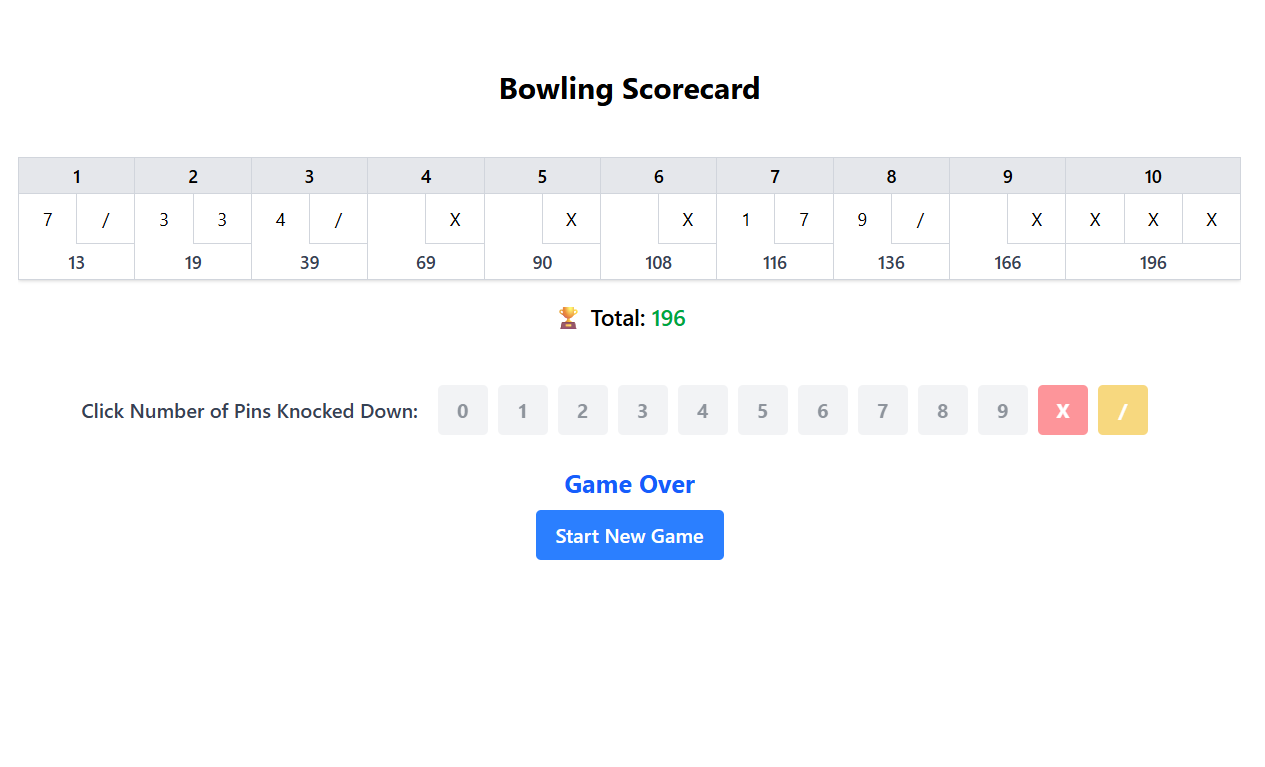 Bowling Scorecard
1 2 3 4 5 6 7 8 9 10
7 / 3 3 4 / X X X 1 7 9 / X X X X
13 19 39 69 90 108 116 136 166 196
🏆 Total: 196
Click Number of Pins Knocked Down: 0 1 2 3 4 5 6 7 8 9 X /
Game Over
Start New Game